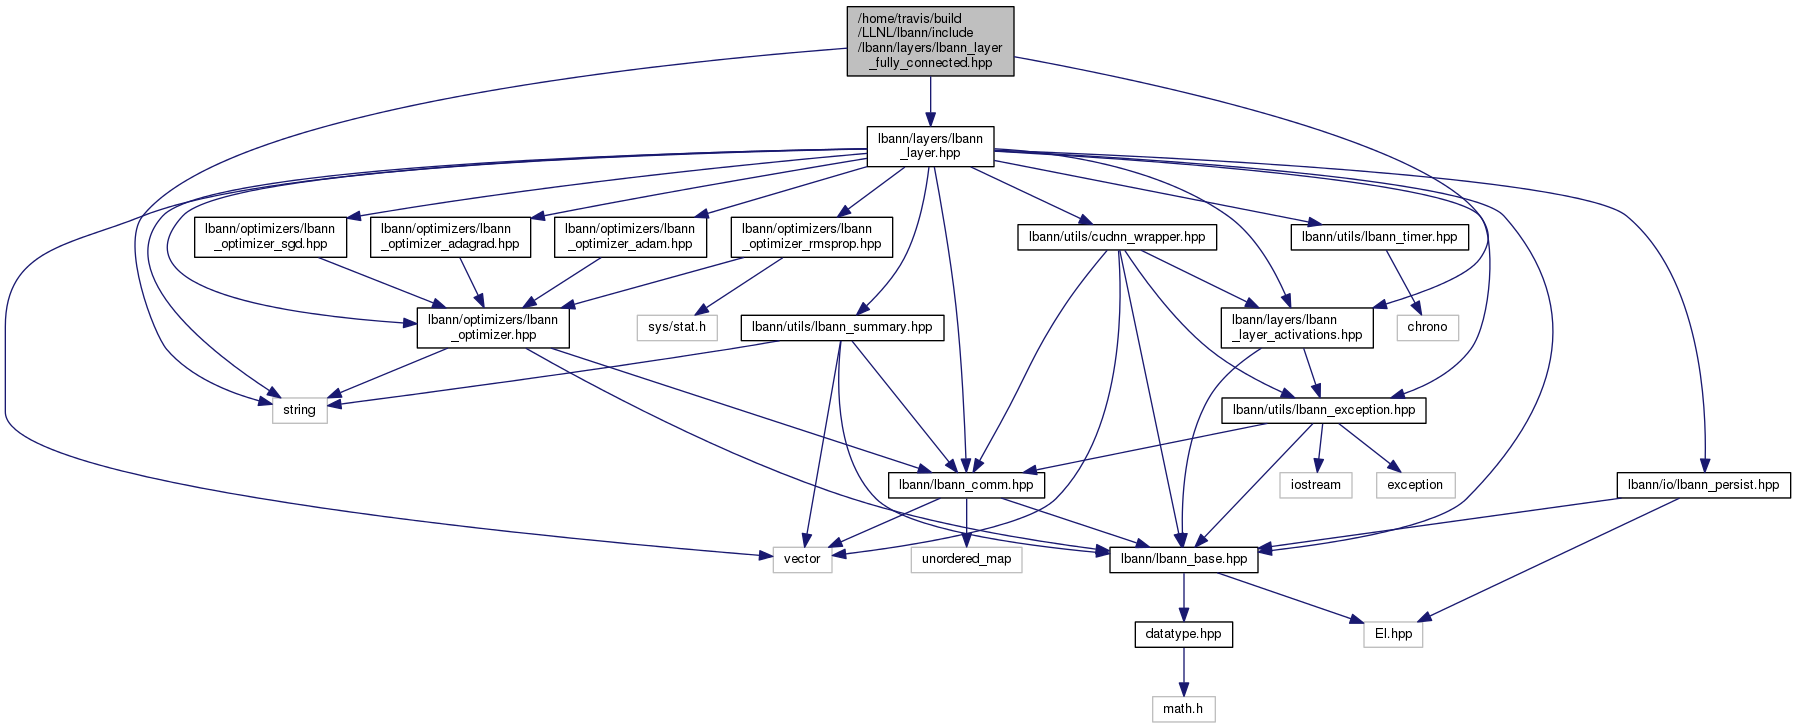 /home/travis/build
/LLNL/lbann/include
/lbann/layers/lbann_layer
_fully_connected.hpp
lbann/layers/lbann
_layer.hpp
lbann/optimizers/lbann
_optimizer_sgd.hpp
lbann/optimizers/lbann
_optimizer_adagrad.hpp
lbann/optimizers/lbann
_optimizer_adam.hpp
lbann/optimizers/lbann
_optimizer_rmsprop.hpp
lbann/utils/cudnn_wrapper.hpp
lbann/utils/lbann_timer.hpp
lbann/optimizers/lbann
_optimizer.hpp
sys/stat.h
lbann/utils/lbann_summary.hpp
lbann/layers/lbann
_layer_activations.hpp
chrono
string
lbann/utils/lbann_exception.hpp
lbann/lbann_comm.hpp
iostream
exception
lbann/io/lbann_persist.hpp
vector
unordered_map
lbann/lbann_base.hpp
datatype.hpp
El.hpp
math.h